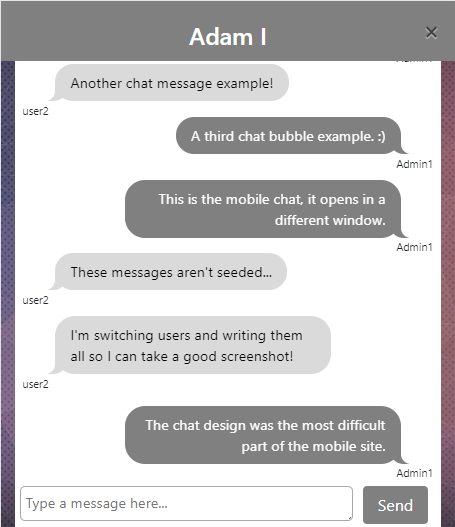 Adam I
×
Admin1
Another chat message example!
user2
A third chat bubble example. :)
Admin1
This is the mobile chat, it opens in a
different window.
Admin1
These messages aren't seeded...
user2
I'm switching users and writing them
all so I can take a good screenshot!
user2
The chat design was the most difficult
part of the mobile site.
Admin1
Type a message here...
Send